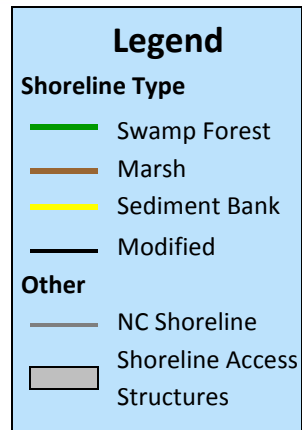 Legend
Shoreline Type
Swamp Forest
Marsh
Sediment Bank
Modified
Other
NC Shoreline
Shoreline Access
Structures